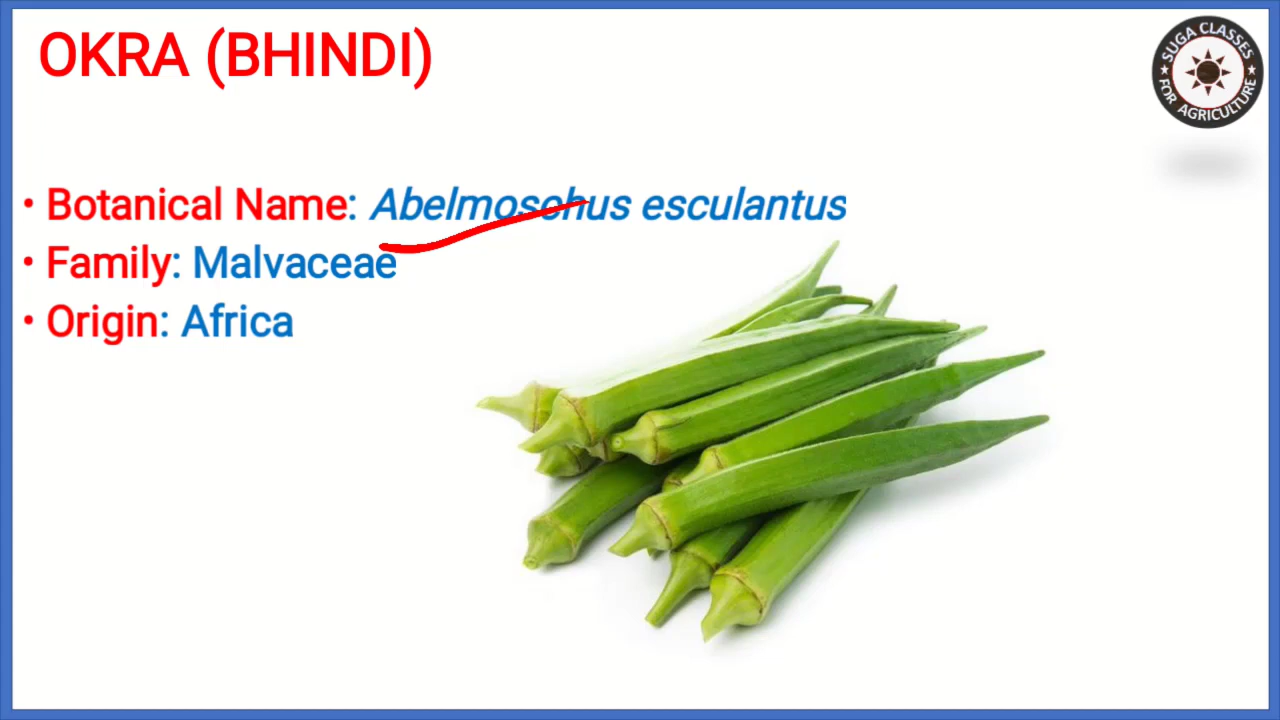 OKRA (BHINDI)
SUGA CLASSES
FOR AGRICULTURE
• Botanical Name: Abelmoschus esculantus
• Family: Malvaceae
• Origin: Africa